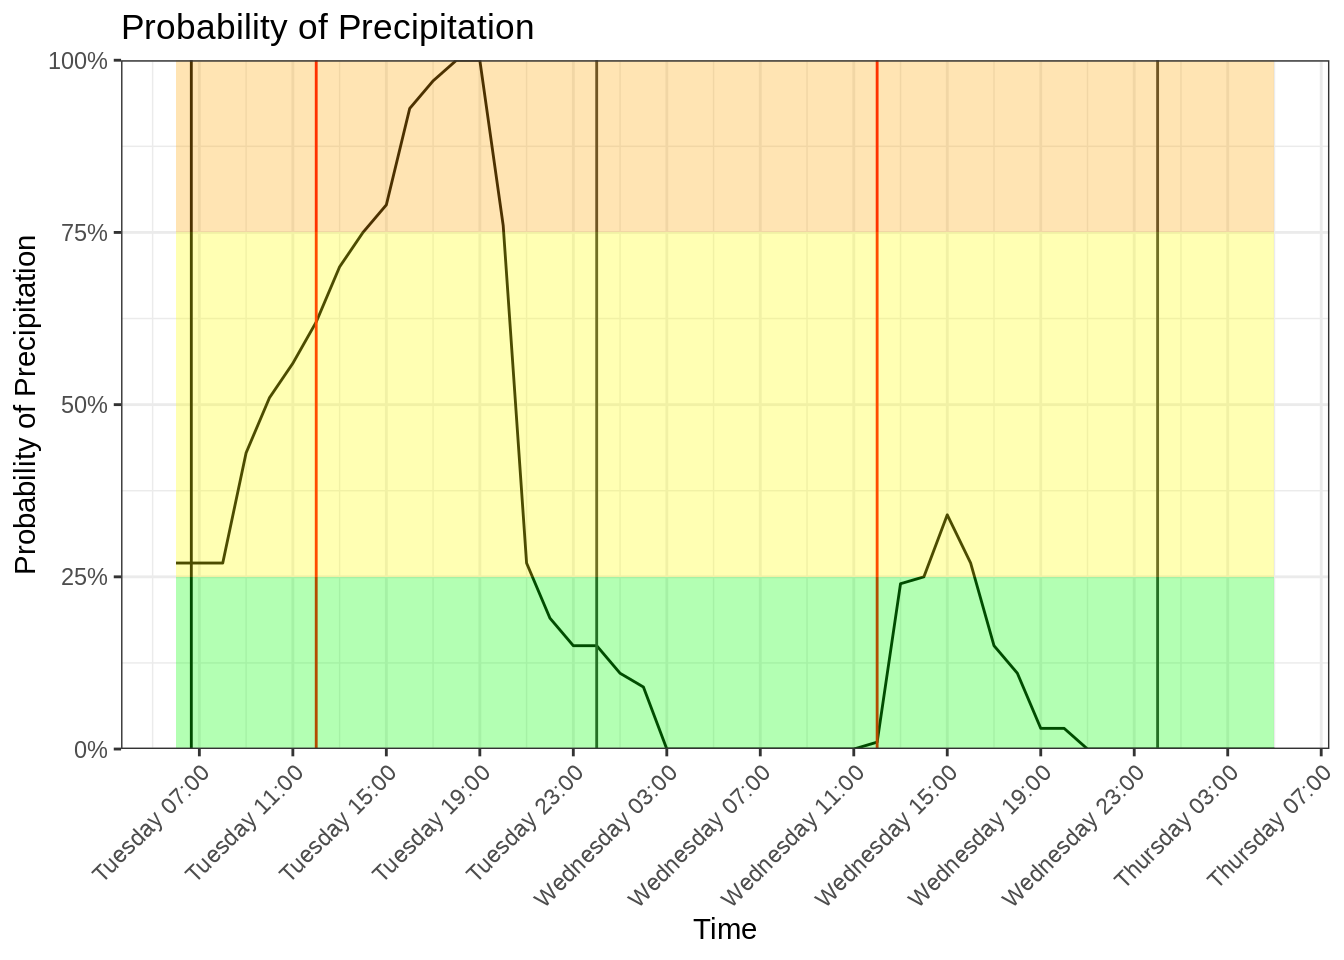 Probability of Precipitation
100%
75%
50%
25%
0%
Probability of Precipitation
Tuesday 07:00
Tuesday 11:00
Tuesday 15:00
Tuesday 19:00
Tuesday 23:00
Wednesday 03:00
Wednesday 07:00
Wednesday 11:00
Wednesday 15:00
Wednesday 19:00
Wednesday 23:00
Thursday 03:00
Thursday 07:00
Time